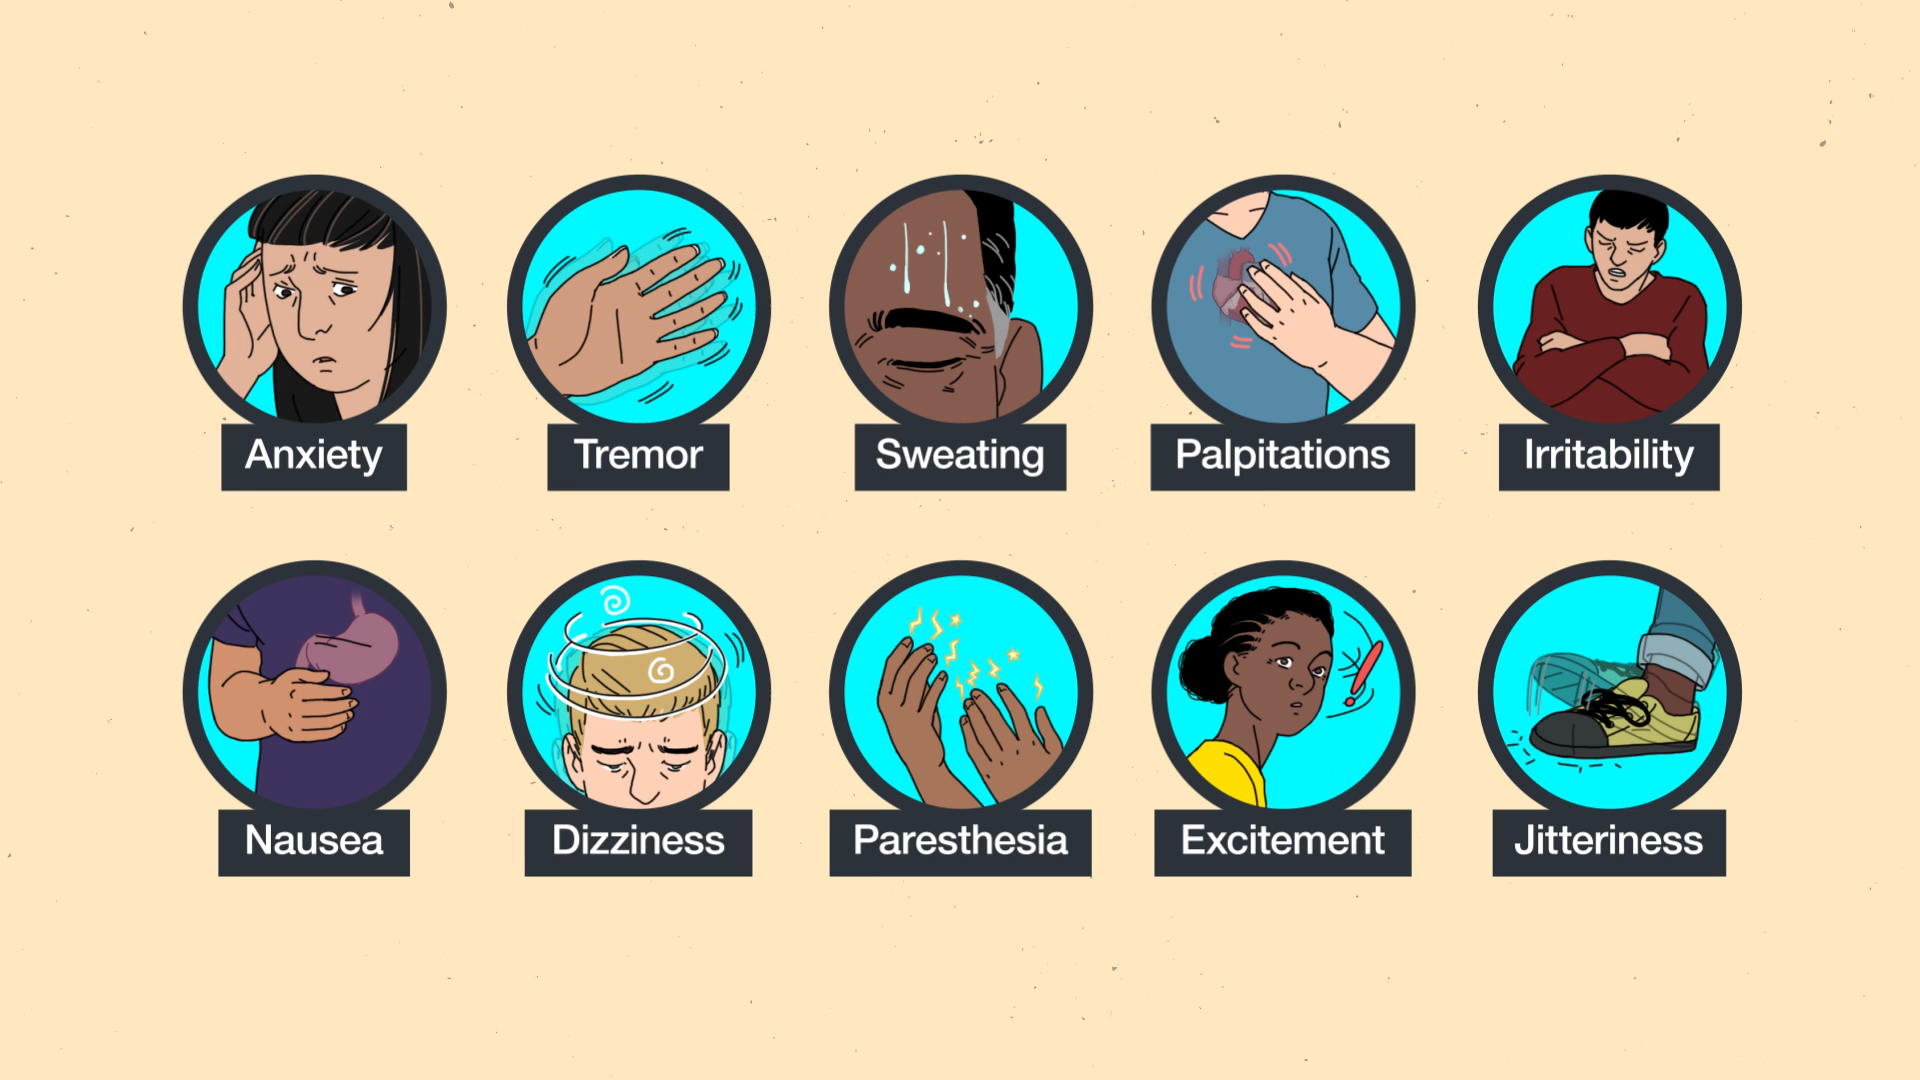 Anxiety
Tremor
Sweating
Palpitations
Irritability
Nausea
Dizziness
Paresthesia
Excitement
Jitteriness